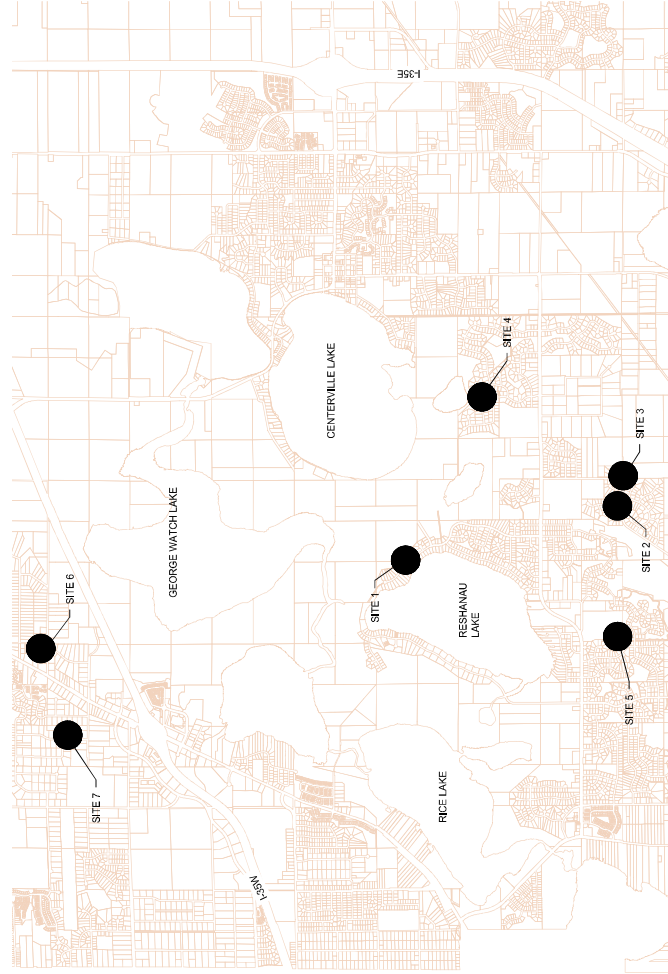 I-35E
CENTERVILLE LAKE
SITE 4
SITE 3
GEORGE WATCH LAKE
SITE 2
SITE 6
SITE 1
RESHANAU
LAKE
SITE 5
SITE 7
RICE LAKE
I-35W